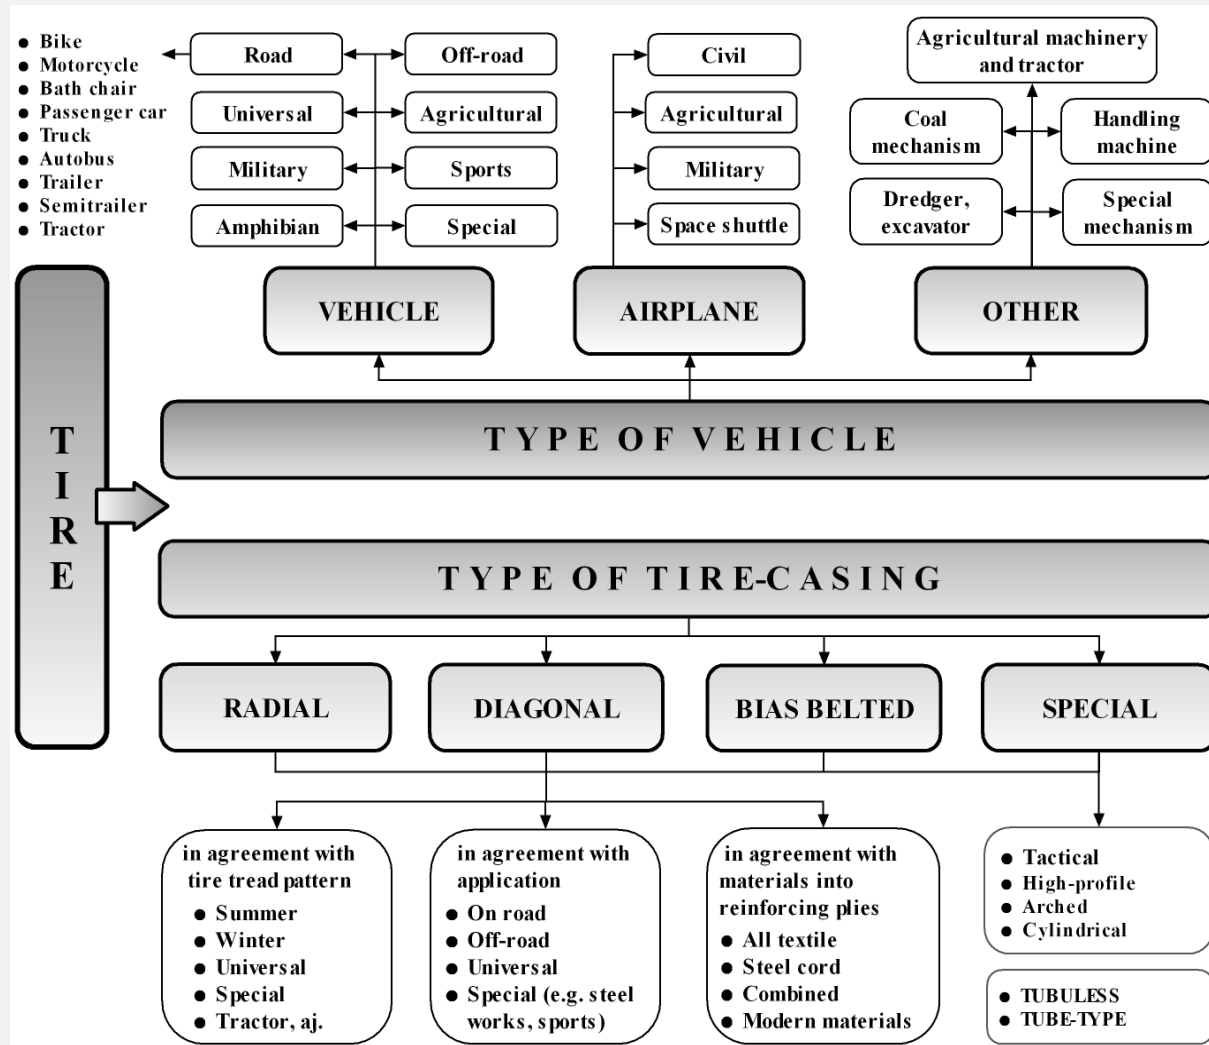 ● Bike
● Motorcycle
● Bath chair
● Passenger car
● Truck
● Autobus
● Trailer
● Semitrailer
● Tractor
Road
Off-road
Universal
Agricultural
Military
Sports
Amphibian
Special
Civil
Agricultural
Military
Space shuttle
Agricultural machinery
and tractor
Coal
mechanism
Handling
machine
Dredger,
excavator
Special
mechanism
VEHICLE
AIRPLANE
OTHER
TIRE
TYPE OF VEHICLE
TYPE OF TIRE-CASING
RADIAL
DIAGONAL
BIAS BELTED
SPECIAL
in agreement with
tire tread pattern
● Summer
● Winter
● Universal
● Special
● Tractor, aj.
in agreement with
application
● On road
● Off-road
● Universal
● Special (e.g. steel
works, sports)
in agreement with
materials into
reinforcing plies
● All textile
● Steel cord
● Combined
● Modern materials
● Tactical
● High-profile
● Arched
● Cylindrical
● TUBULESS
● TUBE-TYPE